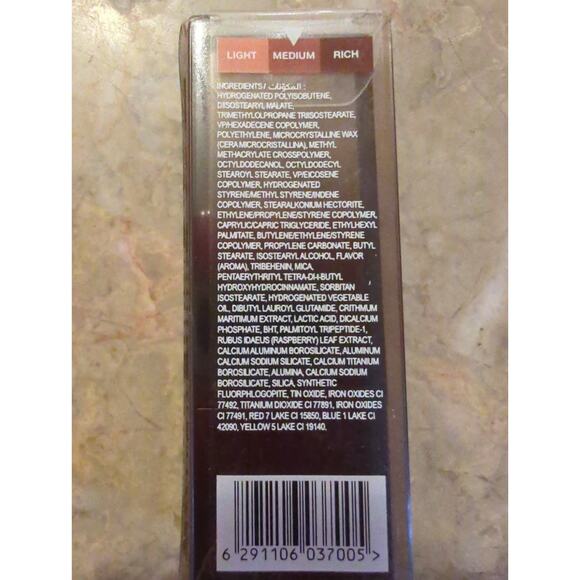 LIGHT MEDIUM RICH
INGREDIENTS / المكوّنات :
HYDROGENATED POLYISOBUTENE,
DIISOSTEARYL MALATE,
TRIMETHYLOLPROPANE TRIISOSTEARATE,
VP/HEXADECENE COPOLYMER,
POLYETHYLENE, MICROCRYSTALLINE WAX
(CERA MICROCRISTALLINA), METHYL
METHACRYLATE CROSSPOLYMER,
OCTYLDODECANOL, OCTYLDODECYL
STEAROYL STEARATE, VP/EICOSENE
COPOLYMER, HYDROGENATED
STYRENE/METHYL STYRENE/INDENE
COPOLYMER, STEARALKONIUM HECTORITE,
ETHYLENE/PROPYLENE/STYRENE COPOLYMER,
CAPRYLIC/CAPRIC TRIGLYCERIDE, ETHYLHEXYL
PALMITATE, BUTYLENE/ETHYLENE/STYRENE
COPOLYMER, PROPYLENE CARBONATE, BUTYL
STEARATE, ISOSTEARYL ALCOHOL, FLAVOR
(AROMA), TRIBEHENIN, MICA,
PENTAERYTHRITYL TETRA-DI-t-BUTYL
HYDROXYHYDROCINNAMATE, SORBITAN
ISOSTEARATE, HYDROGENATED VEGETABLE
OIL, DIBUTYL LAUROYL GLUTAMIDE, CRITHMUM
MARITIMUM EXTRACT, LACTIC ACID, DICALCIUM
PHOSPHATE, BHT, PALMITOYL TRIPEPTIDE-1,
RUBUS IDAEUS (RASPBERRY) LEAF EXTRACT,
CALCIUM ALUMINUM BOROSILICATE, ALUMINUM
CALCIUM SODIUM SILICATE, CALCIUM TITANIUM
BOROSILICATE, ALUMINA, CALCIUM SODIUM
BOROSILICATE, SILICA, SYNTHETIC
FLUORPHLOGOPITE, TIN OXIDE, IRON OXIDES CI
77492, TITANIUM DIOXIDE CI 77891, IRON OXIDES
CI 77491, RED 7 LAKE CI 15850, BLUE 1 LAKE CI
42090, YELLOW 5 LAKE CI 19140.
6 291106 037005 >